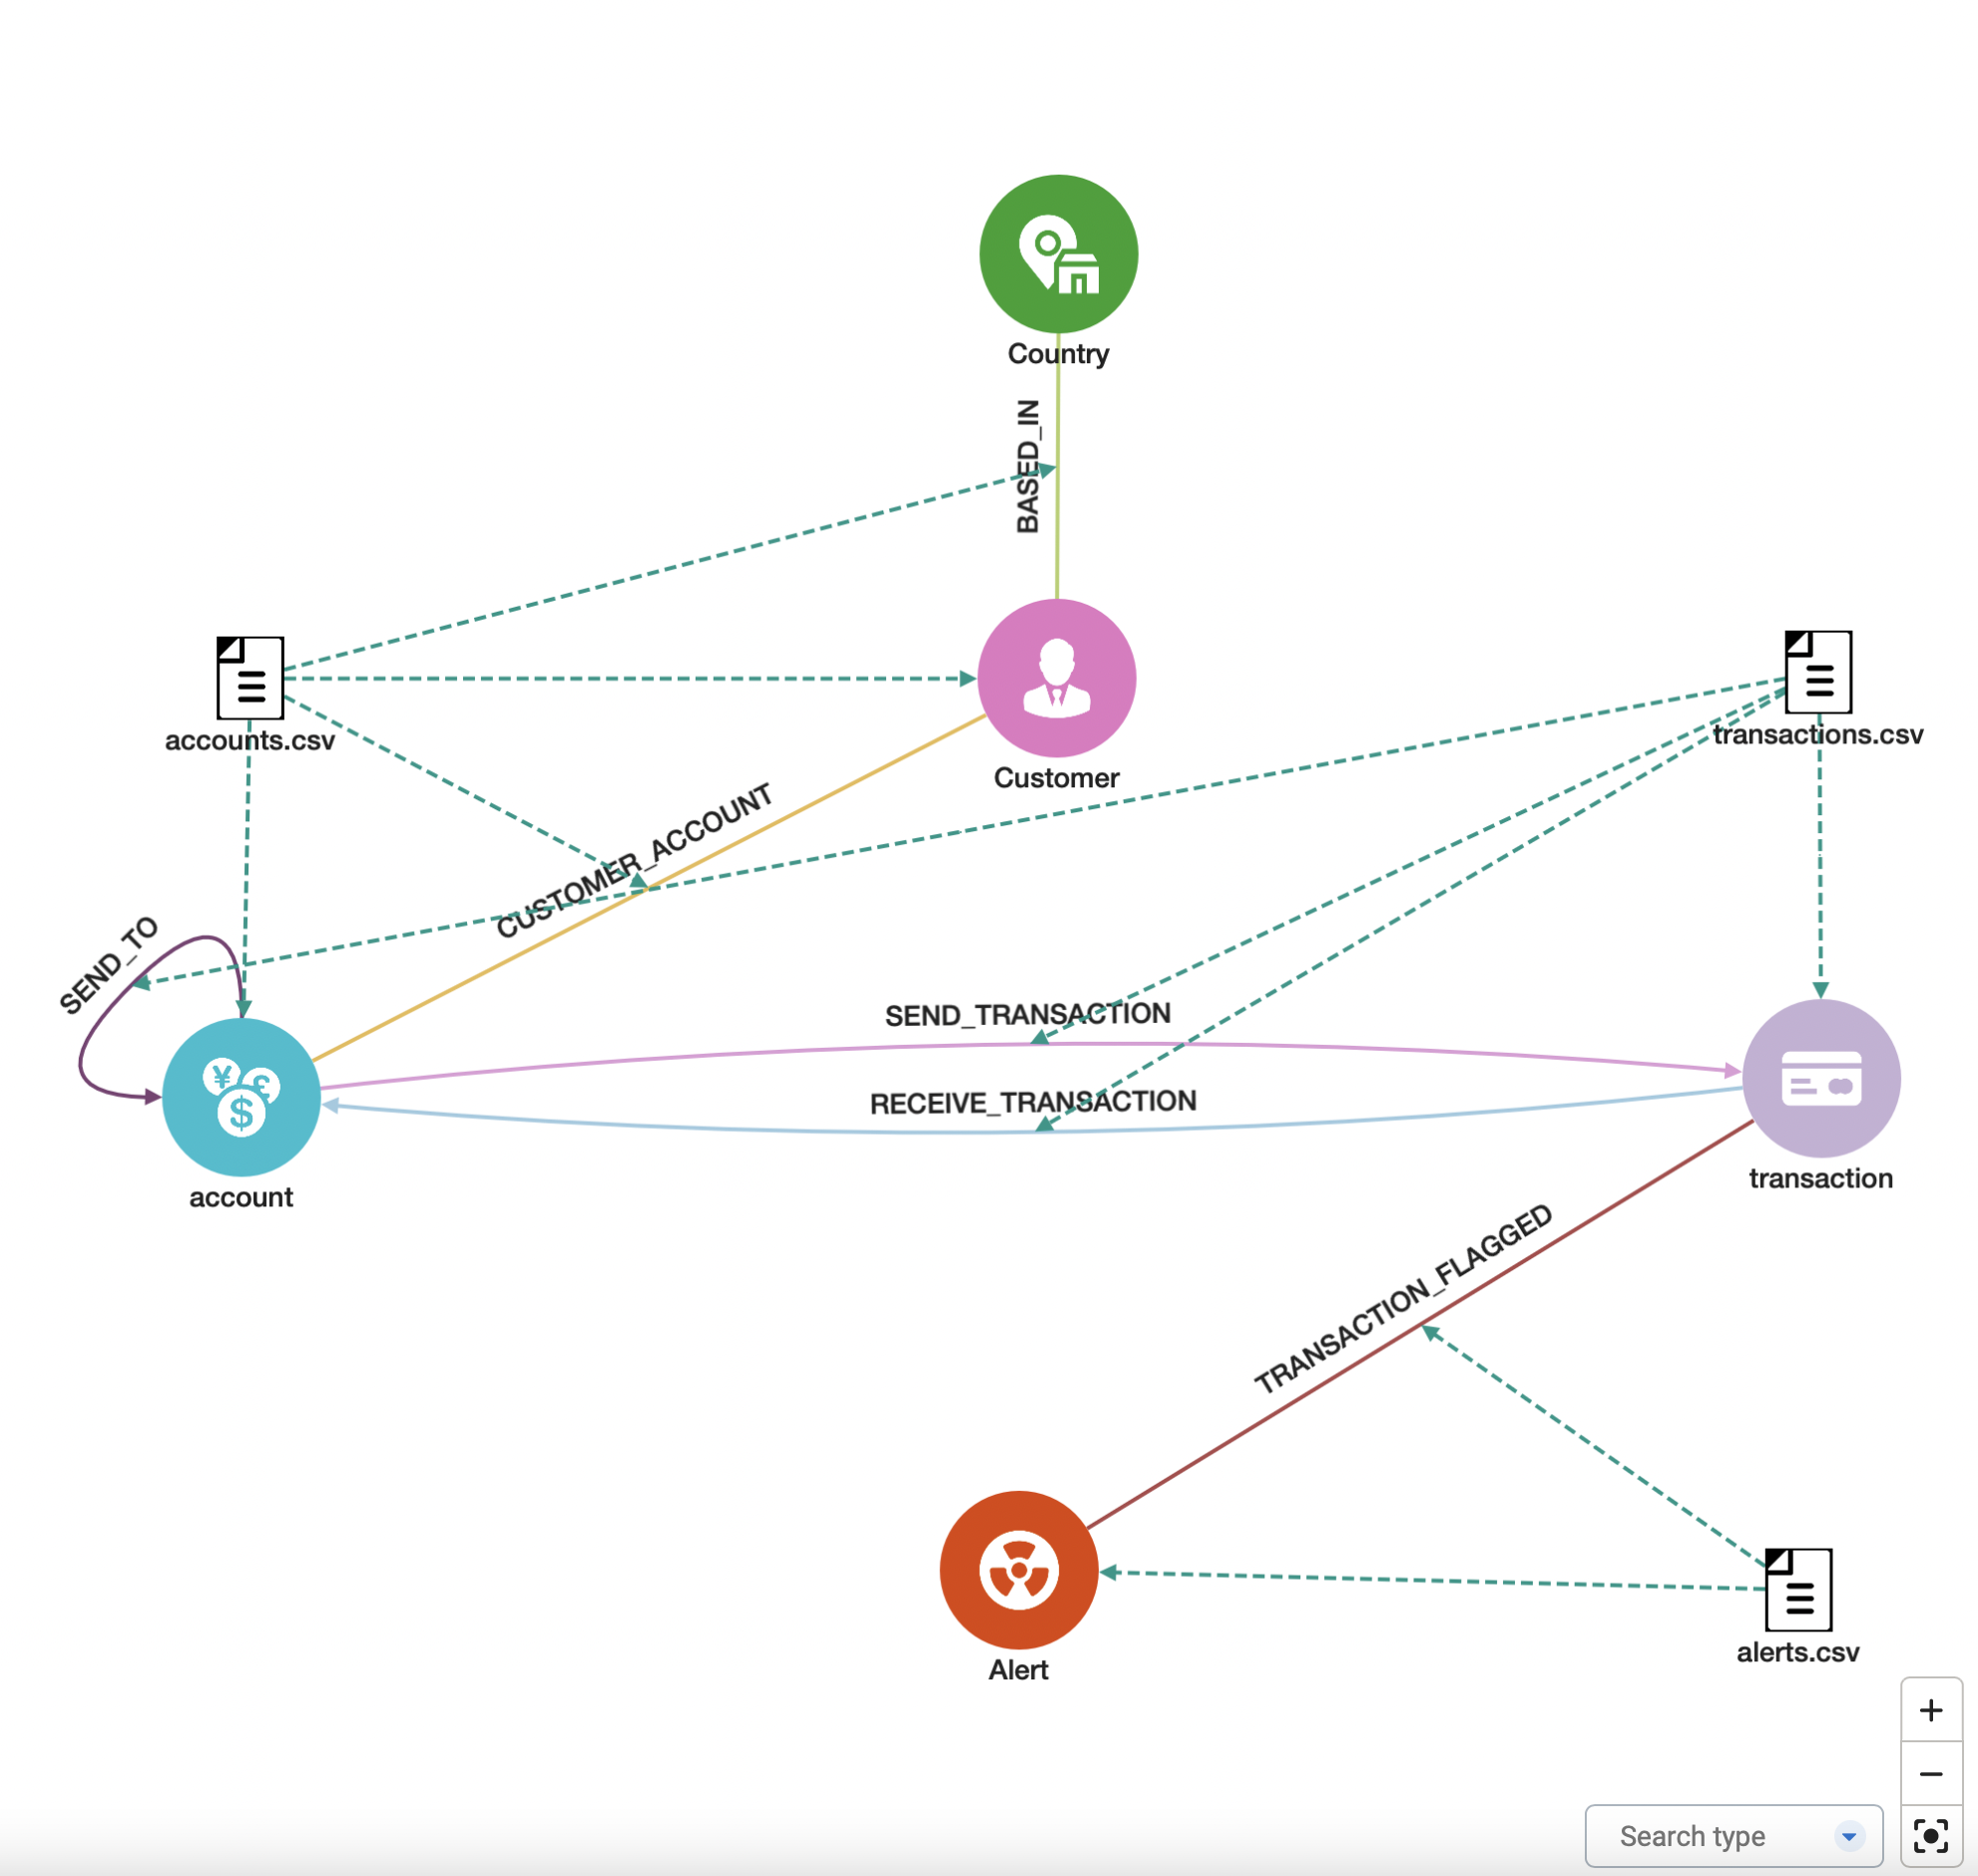 Country
BASED_IN
accounts.csv
transactions.csv
Customer
CUSTOMER_ACCOUNT
SEND_TO
SEND_TRANSACTION
RECEIVE_TRANSACTION
account
transaction
TRANSACTION_FLAGGED
Alert
alerts.csv
Search type